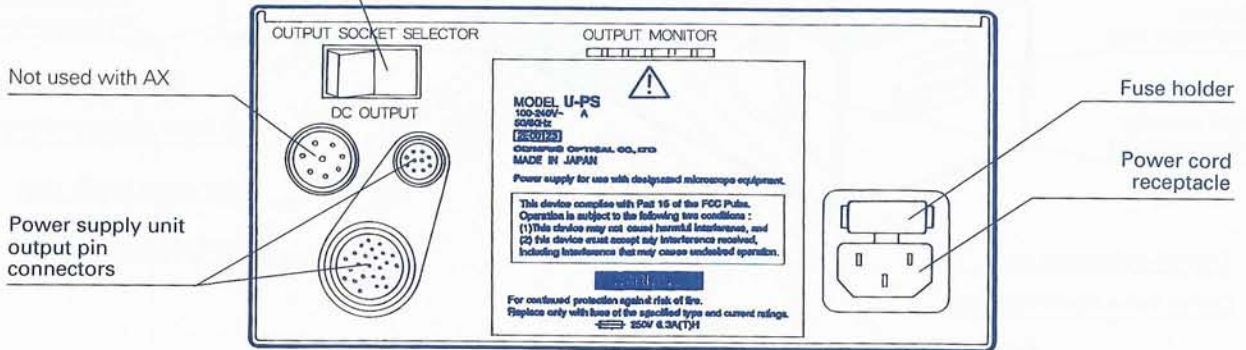 OUTPUT SOCKET SELECTOR
OUTPUT MONITOR
Not used with AX
DC OUTPUT
Fuse holder
Power cord
receptacle
Power supply unit
output pin
connectors
MODEL U-PS
100-240V~ A
50/60Hz
OLYMPUS OPTICAL CO., LTD
MADE IN JAPAN
Power supply for use with designated microscope equipment.
This device complies with Part 15 of the FCC Rules.
Operation is subject to the following two conditions :
(1)This device may not cause harmful interference, and
(2) this device must accept any interference received,
including interference that may cause undesired operation.
For continued protection against risk of fire.
Replace only with fuses of the specified type and current ratings.
250V 6.3A(T)H